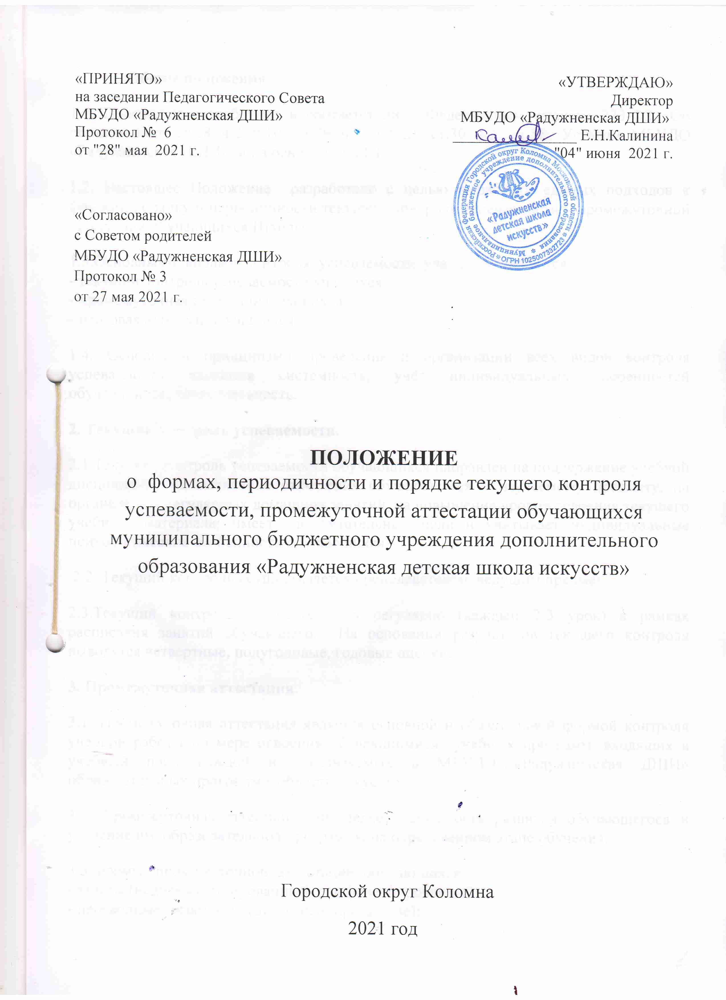 «ПРИНЯТО»
на заседании Педагогического Совета
МБУДО «Радужненская ДШИ»
Протокол №  6
от "28" мая  2021 г.
«УТВЕРЖДАЮ»
Директор
МБУДО «Радужненская ДШИ»
Е.Н.Калинина
"04" июня  2021 г.
Российская Федерация Городской округ Коломна Московской области * ОГРН 1025007332723 *
Муниципальное бюджетное учреждение дополнительного образования *
«Радужненская
детская школа
искусств»
«Согласовано»
с Советом родителей
МБУДО «Радужненская ДШИ»
Протокол № 3
от 27 мая 2021 г.
ПОЛОЖЕНИЕ
о  формах, периодичности и порядке текущего контроля
успеваемости, промежуточной аттестации обучающихся
муниципального бюджетного учреждения дополнительного
образования «Радужненская детская школа искусств»
Городской округ Коломна
2021 год